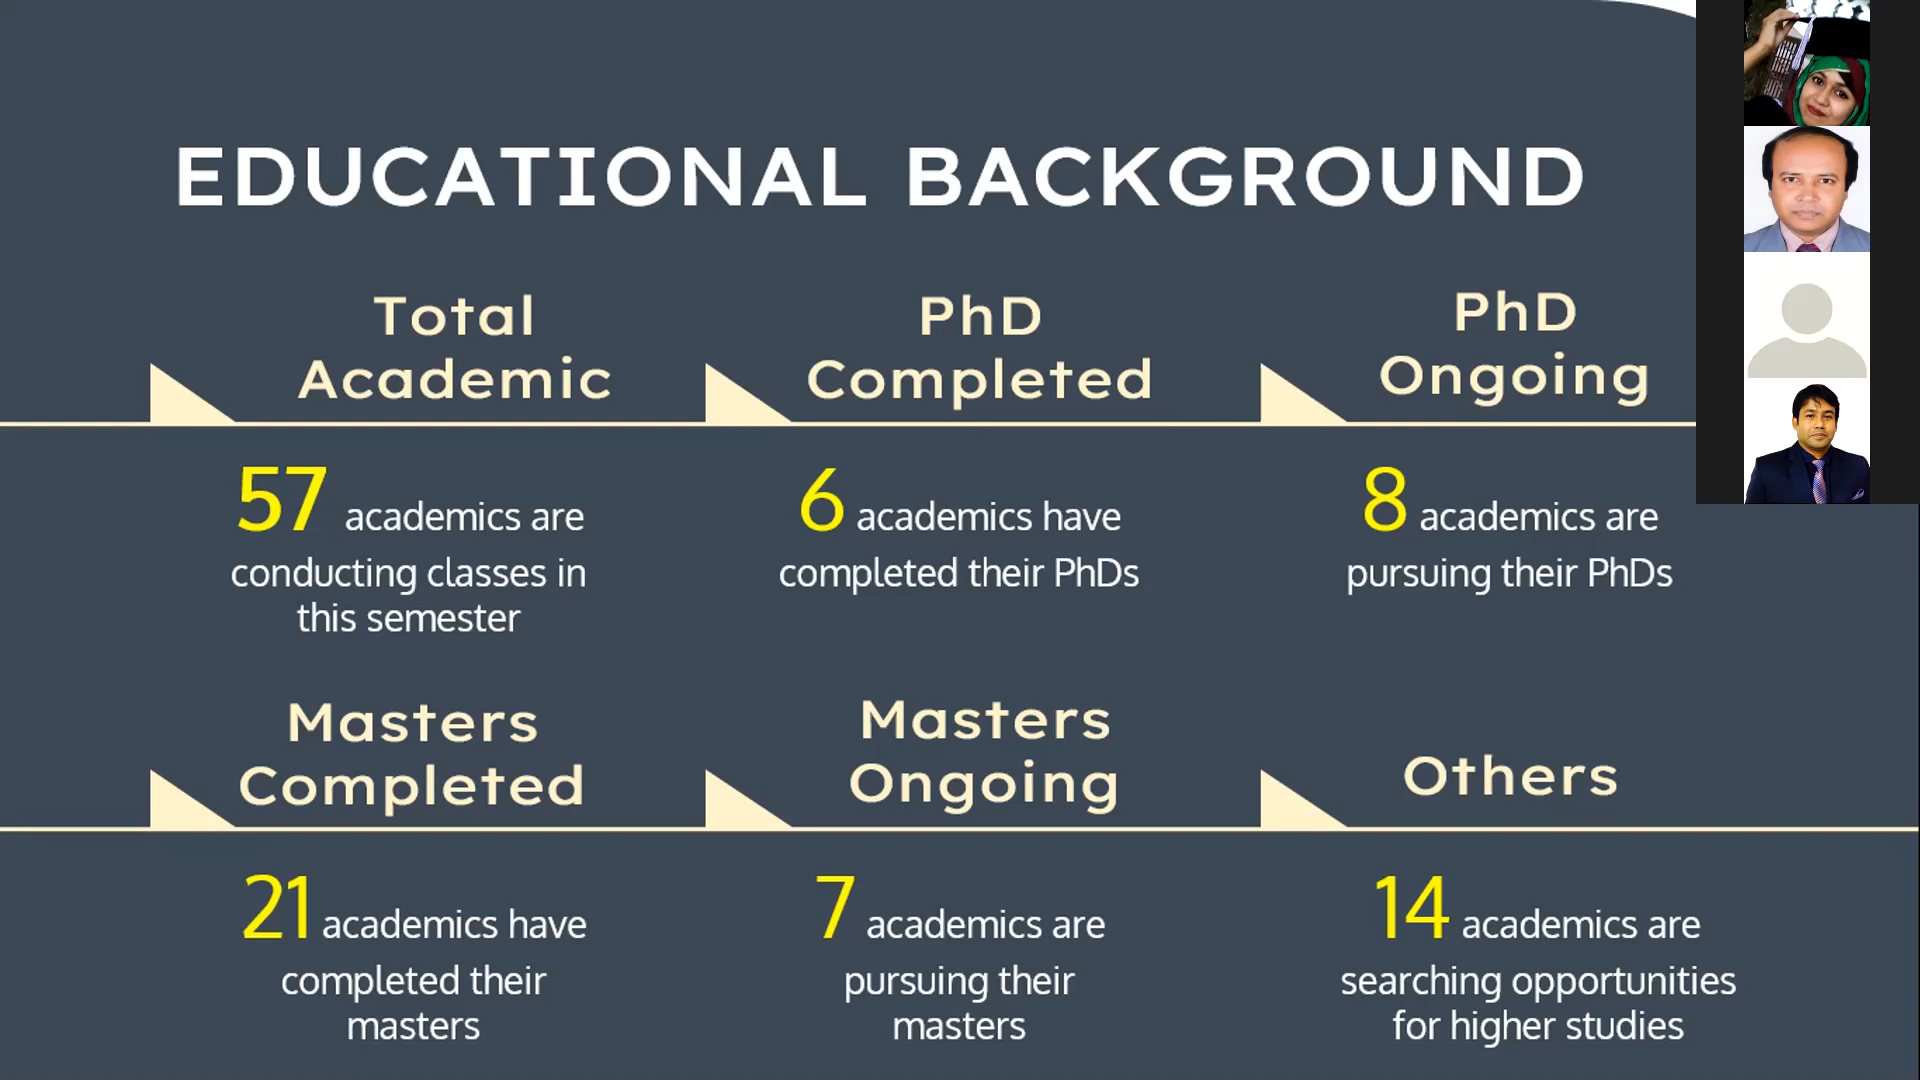 EDUCATIONAL BACKGROUND
Total
Academic
57 academics are
conducting classes in
this semester
PhD
Completed
6 academics have
completed their PhDs
PhD
Ongoing
8 academics are
pursuing their PhDs
Masters
Completed
21 academics have
completed their
masters
Masters
Ongoing
7 academics are
pursuing their
masters
Others
14 academics are
searching opportunities
for higher studies